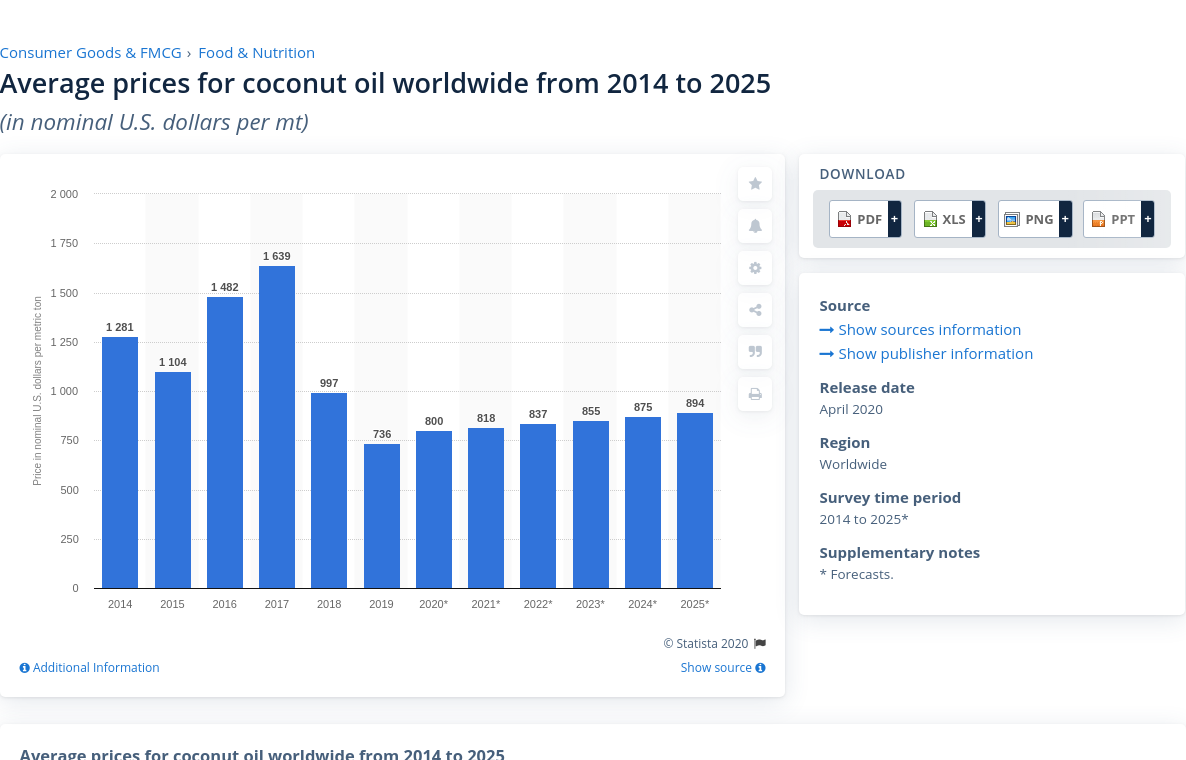 Consumer Goods & FMCG › Food & Nutrition
Average prices for coconut oil worldwide from 2014 to 2025
(in nominal U.S. dollars per mt)
Price in nominal U.S. dollars per metric ton
2 000
1 750
1 500
1 250
1 000
750
500
250
0
1 281
1 104
1 482
1 639
997
736
800
818
837
855
875
894
2014 2015 2016 2017 2018 2019 2020* 2021* 2022* 2023* 2024* 2025*
© Statista 2020
Additional Information
Show source
DOWNLOAD
PDF + XLS + PNG + PPT +
Source
Show sources information
Show publisher information
Release date
April 2020
Region
Worldwide
Survey time period
2014 to 2025*
Supplementary notes
* Forecasts.
Average prices for coconut oil worldwide from 2014 to 2025